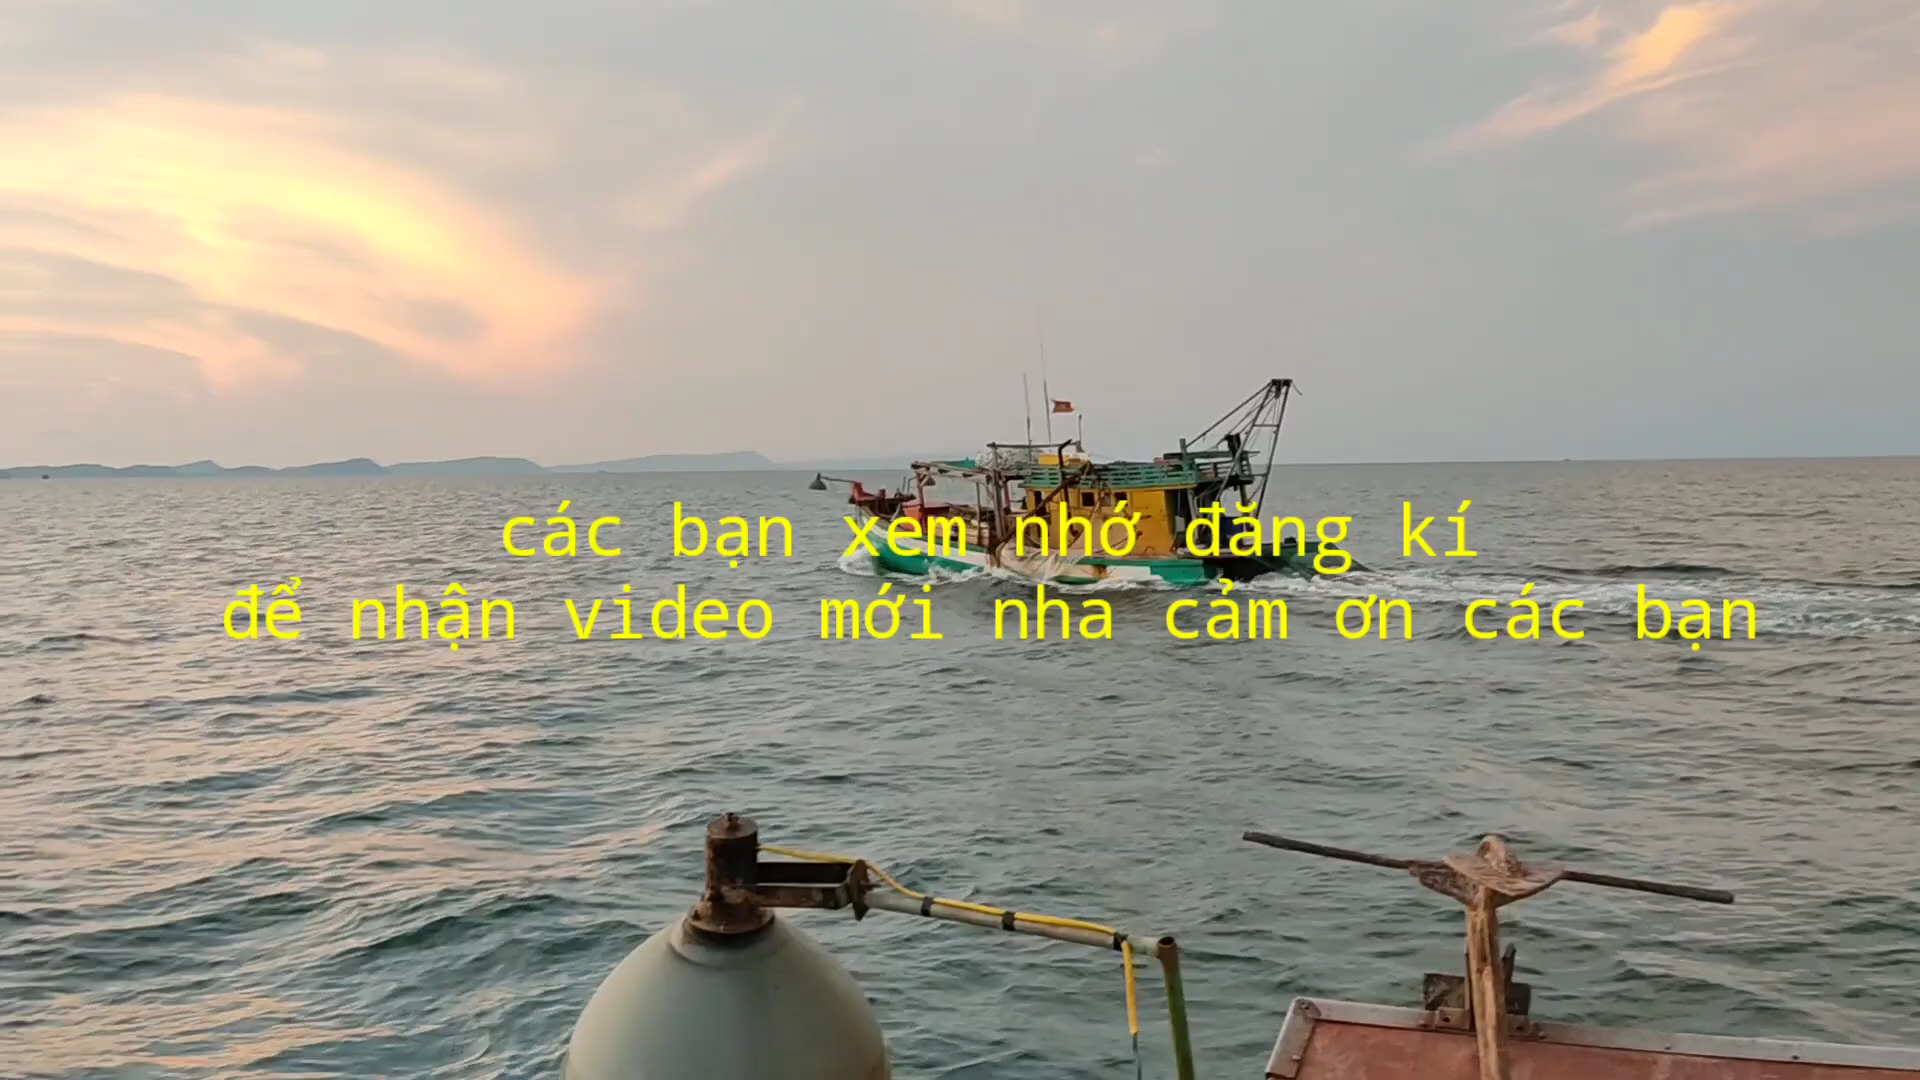 các bạn xem nhớ đăng kí
để nhận video mới nha cảm ơn các bạn